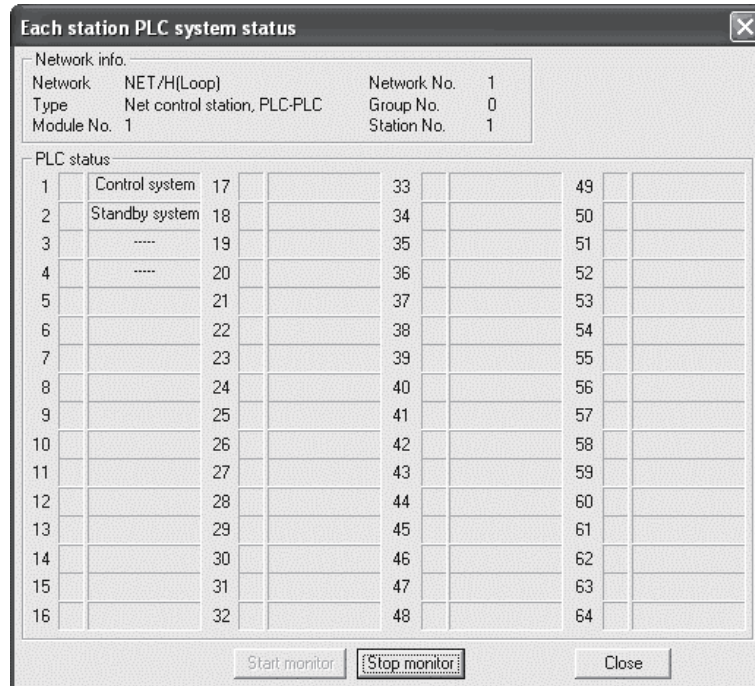 Each station PLC system status
Network info.
Network NET/H(Loop) Network No. 1
Type Net control station, PLC-PLC Group No. 0
Module No. 1 Station No. 1
PLC status
1 Control system 17 33 49
2 Standby system 18 34 50
3 ----- 19 35 51
4 ----- 20 36 52
5 21 37 53
6 22 38 54
7 23 39 55
8 24 40 56
9 25 41 57
10 26 42 58
11 27 43 59
12 28 44 60
13 29 45 61
14 30 46 62
15 31 47 63
16 32 48 64
Start monitor Stop monitor Close